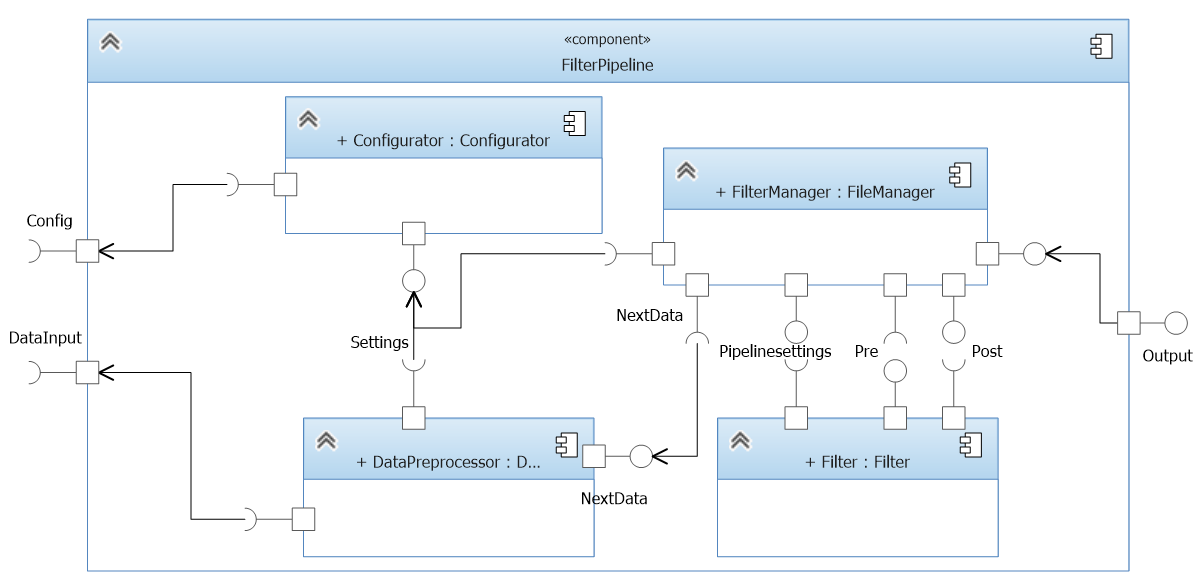 «component»
FilterPipeline
+ Configurator : Configurator
+ FilterManager : FileManager
Config
NextData
DataInput
Settings
Pipelinesettings
Pre
Post
Output
+ DataPreprocessor : D...
+ Filter : Filter
NextData